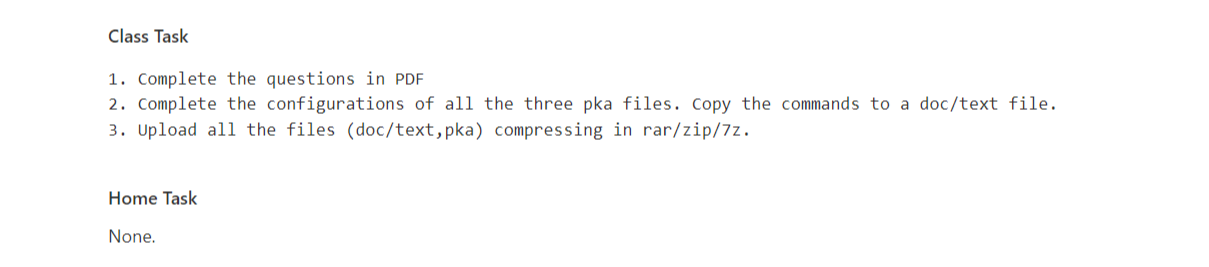 Class Task
1. Complete the questions in PDF
2. Complete the configurations of all the three pka files. Copy the commands to a doc/text file.
3. Upload all the files (doc/text,pka) compressing in rar/zip/7z.
Home Task
None.